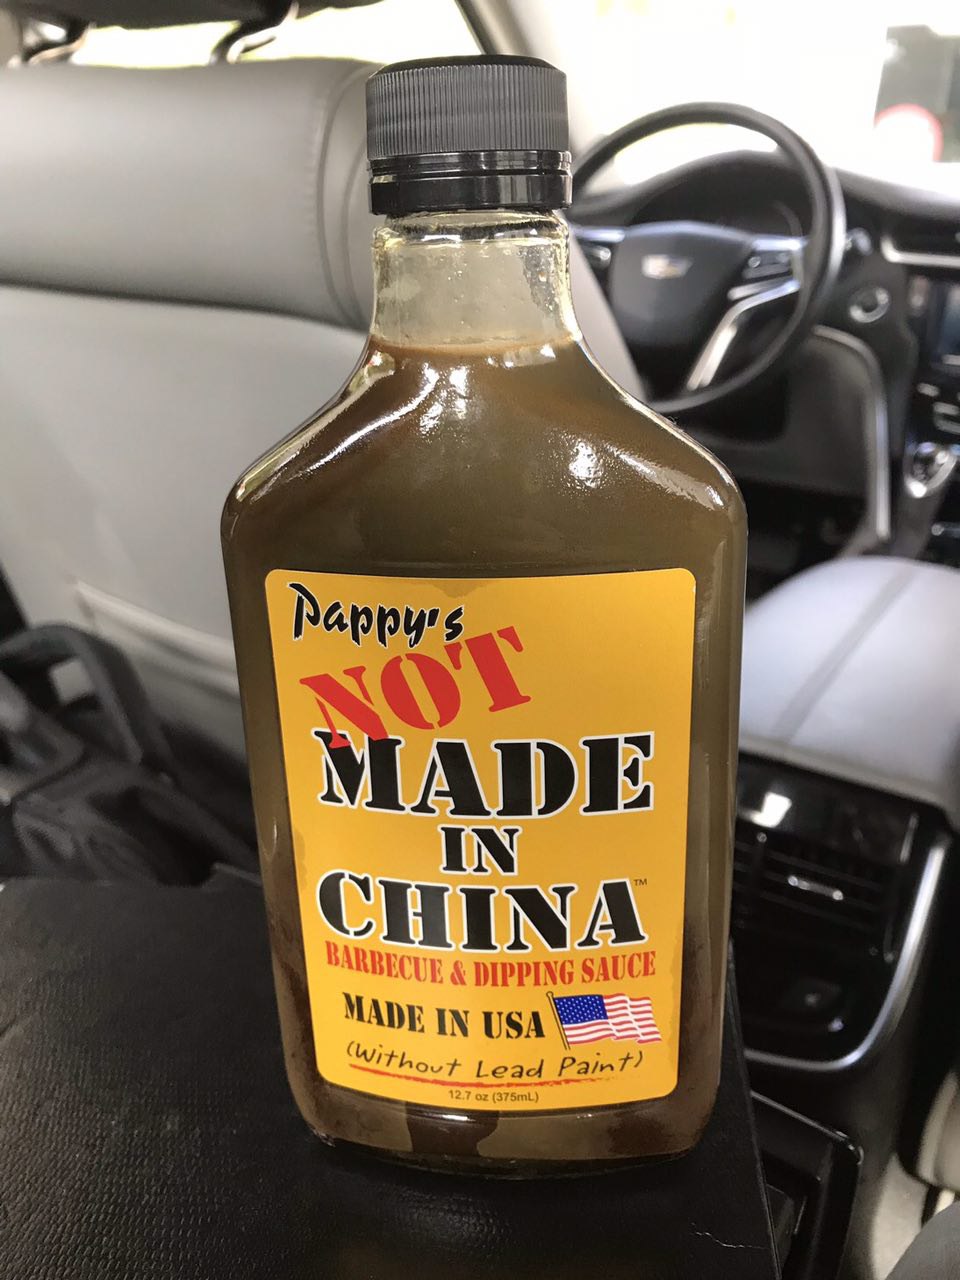 Pappy's
NOT
MADE
IN
CHINA™
BARBECUE & DIPPING SAUCE
MADE IN USA
(Without Lead Paint)
12.7 oz (375mL)